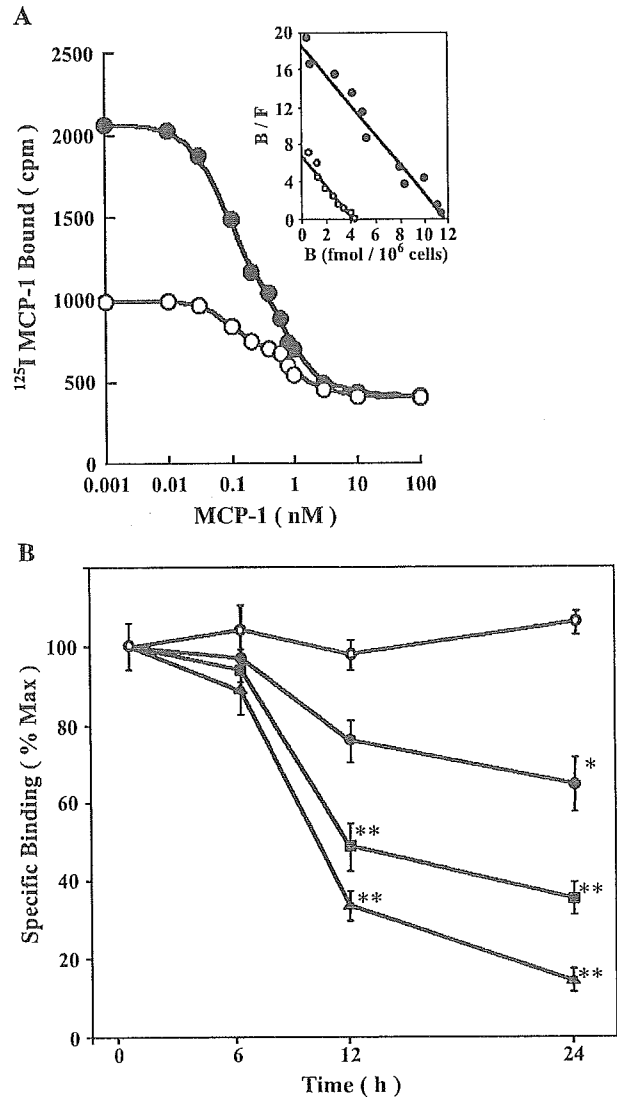 A
¹²⁵I MCP-1 Bound ( cpm )
2500
2000
1500
1000
500
0
0.001 0.01 0.1 1 10 100
MCP-1 ( nM )
B / F
20
16
12
8
4
0
0 2 4 6 8 10 12
B (fmol / 10⁶ cells)
B
Specific Binding ( % Max )
100
80
60
40
20
0
*
**
**
**
**
0 6 12 24
Time ( h )